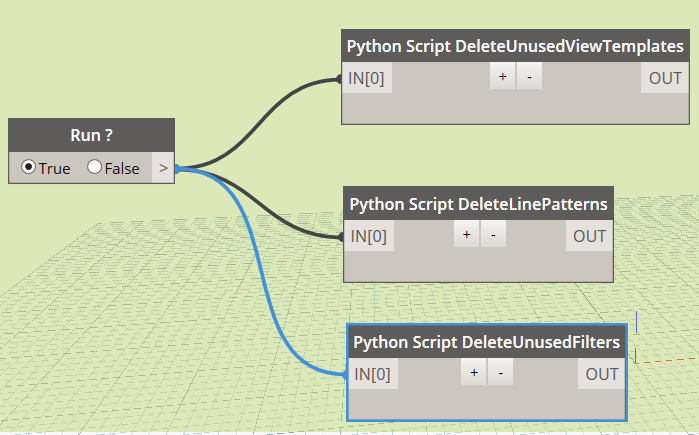 Python Script DeleteUnusedViewTemplates
IN[0] + - OUT
Run ?
True False >
Python Script DeleteLinePatterns
IN[0] + - OUT
Python Script DeleteUnusedFilters
IN[0] + - OUT